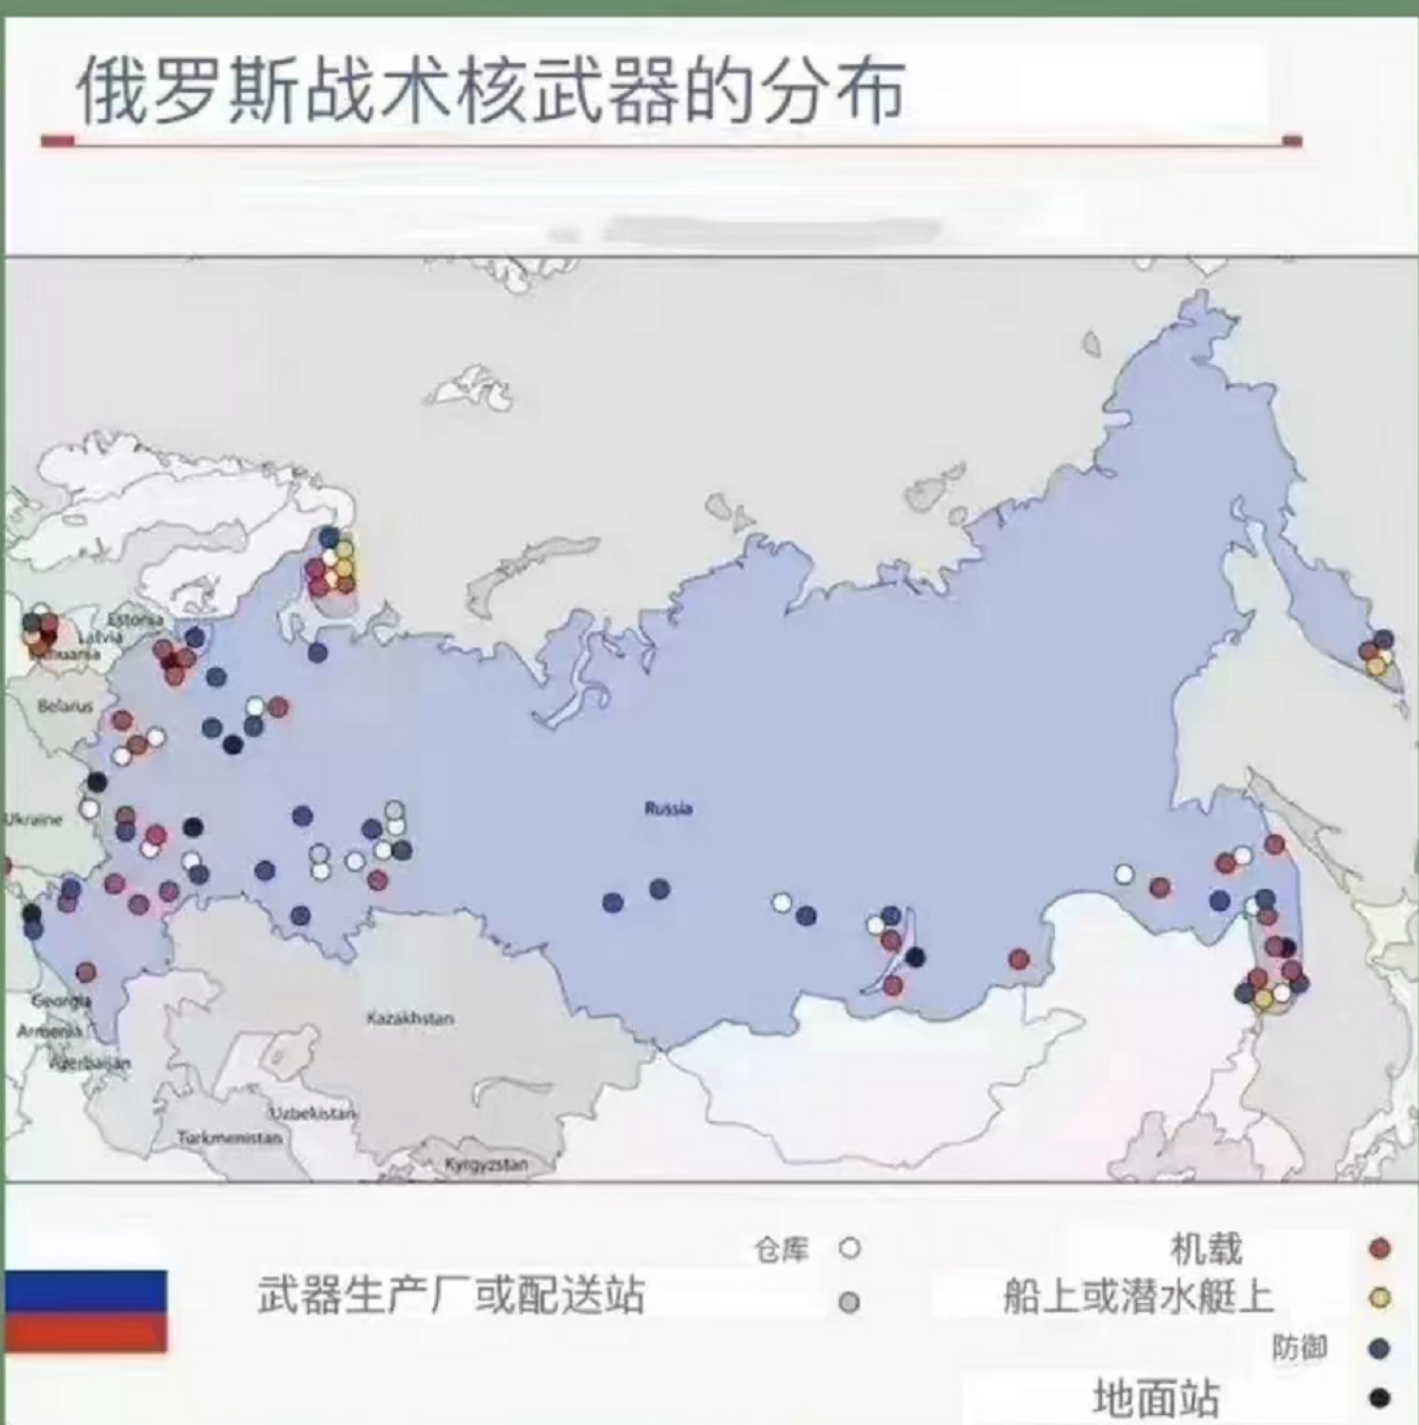 俄罗斯战术核武器的分布
Estonia
Latvia
thuania
Belarus
Ukraine
Russia
Georgia
Armenia
Azerbaijan
Kazakhstan
Uzbekistan
Turkmenistan
Kyrgyzstan
仓库
机载
武器生产厂或配送站
船上或潜水艇上
防御
地面站